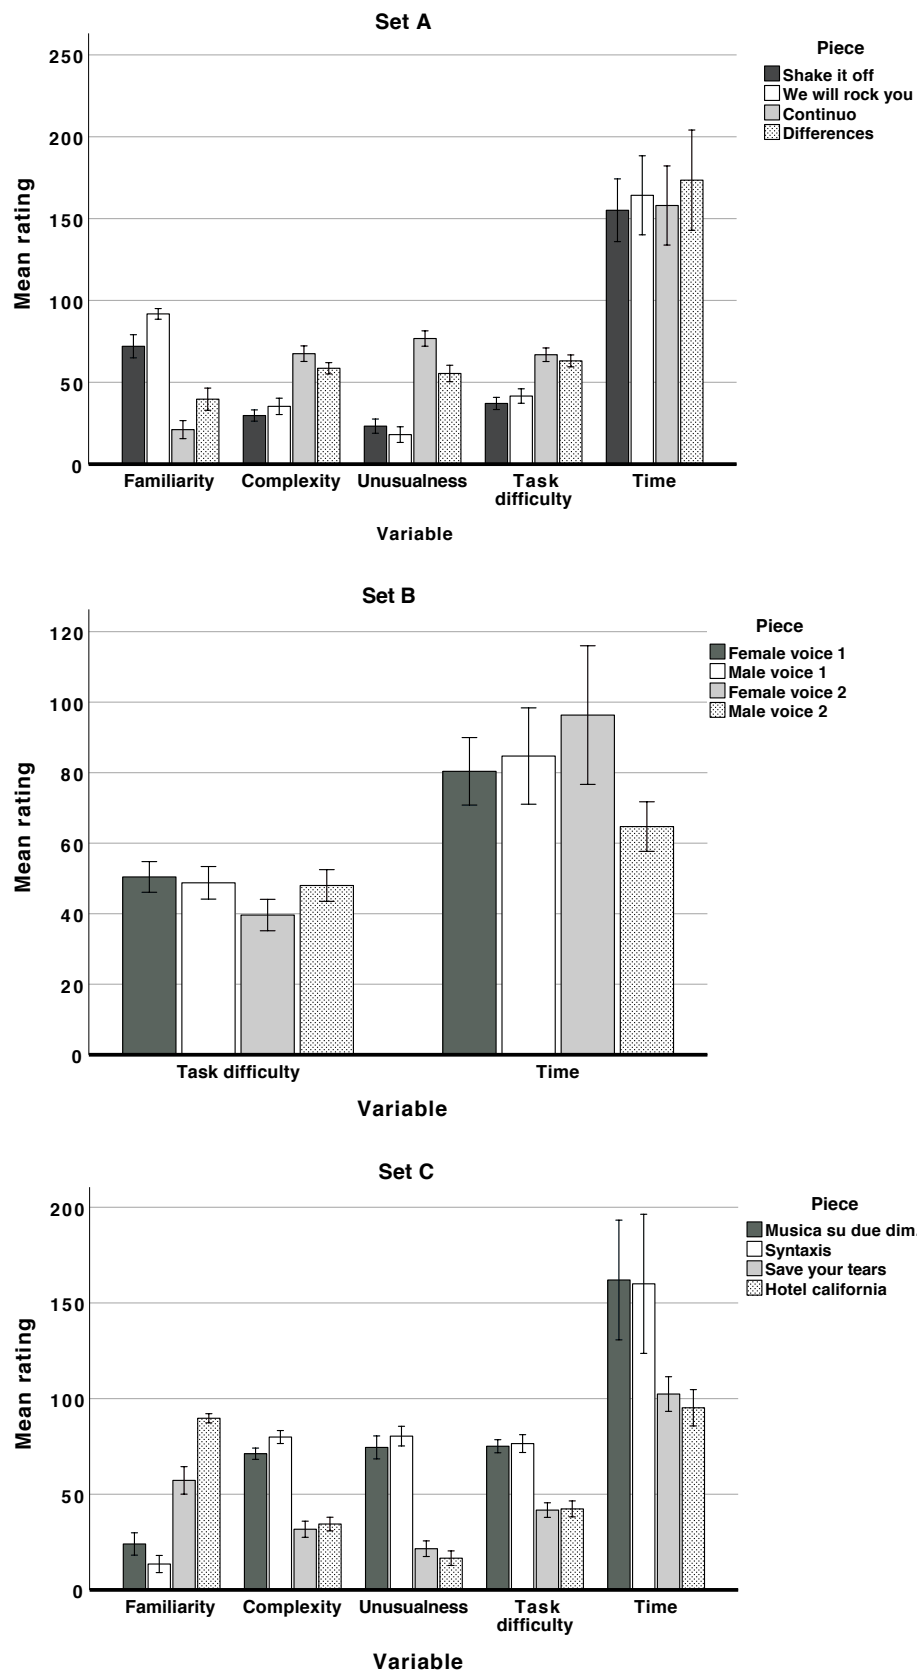 Set A
Piece
Shake it off
We will rock you
Continuo
Differences
Mean rating
250
200
150
100
50
0
Familiarity Complexity Unusualness Task difficulty Time
Variable
Set B
Piece
Female voice 1
Male voice 1
Female voice 2
Male voice 2
Mean rating
120
100
80
60
40
20
0
Task difficulty Time
Variable
Set C
Piece
Musica su due dim.
Syntaxis
Save your tears
Hotel california
Mean rating
200
150
100
50
0
Familiarity Complexity Unusualness Task difficulty Time
Variable